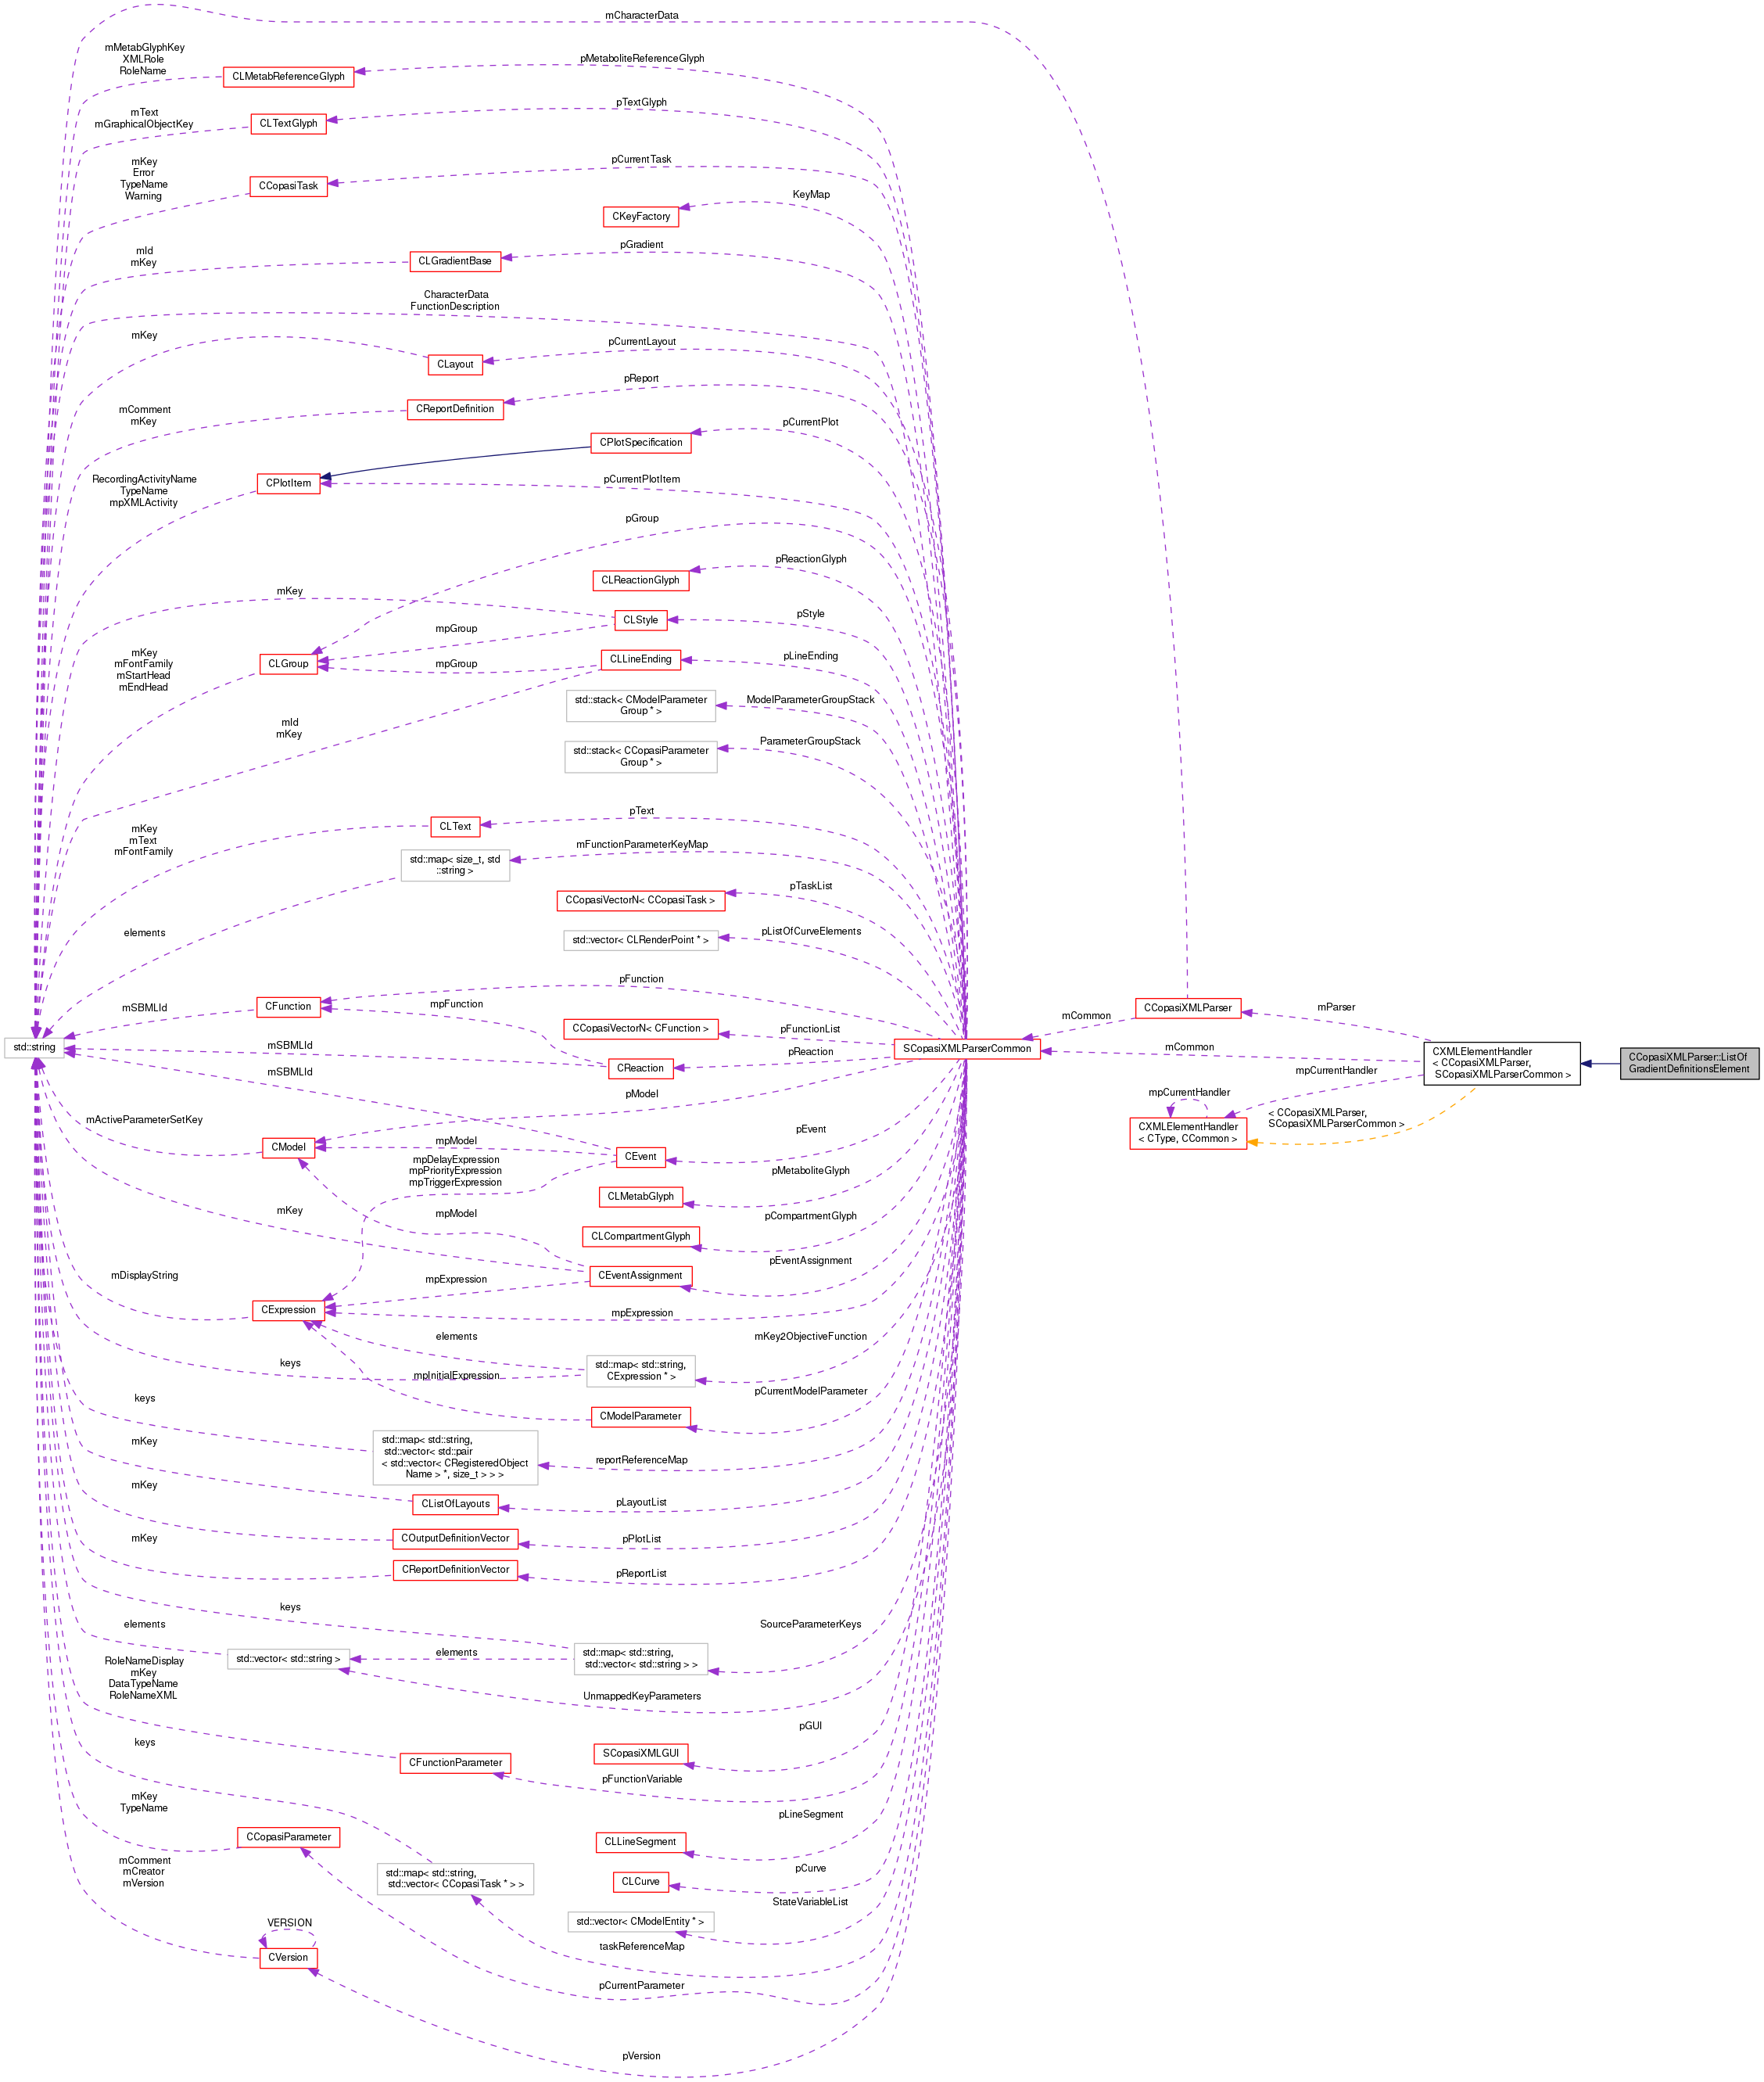 mCharacterData
mMetabGlyphKey
XMLRole
RoleName
CLMetabReferenceGlyph
pMetaboliteReferenceGlyph
mText
mGraphicalObjectKey
CLTextGlyph
pTextGlyph
mKey
Error
TypeName
Warning
CCopasiTask
pCurrentTask
KeyMap
CKeyFactory
mId
mKey
CLGradientBase
pGradient
CharacterData
FunctionDescription
mKey
CLayout
pCurrentLayout
mComment
mKey
CReportDefinition
pReport
CPlotSpecification
pCurrentPlot
RecordingActivityName
TypeName
mpXMLActivity
CPlotItem
pCurrentPlotItem
pGroup
CLReactionGlyph
pReactionGlyph
mKey
CLStyle
pStyle
mpGroup
mKey
mFontFamily
mStartHead
mEndHead
CLGroup
mpGroup
CLLineEnding
pLineEnding
mId
mKey
std::stack< CModelParameter
Group * >
ModelParameterGroupStack
std::stack< CCopasiParameter
Group * >
ParameterGroupStack
mKey
mText
mFontFamily
CLText
pText
std::map< size_t, std
::string >
mFunctionParameterKeyMap
elements
CCopasiVectorN< CCopasiTask >
pTaskList
std::vector< CLRenderPoint * >
pListOfCurveElements
mSBMLId
CFunction
pFunction
mpFunction
CCopasiVectorN< CFunction >
pFunctionList
std::string
mSBMLId
CReaction
pReaction
SCopasiXMLParserCommon
mCommon
CCopasiXMLParser
mParser
mCommon
CXMLElementHandler
< CCopasiXMLParser,
SCopasiXMLParserCommon >
CCopasiXMLParser::ListOf
GradientDefinitionsElement
mpCurrentHandler
mpCurrentHandler
CXMLElementHandler
< CType, CCommon >
< CCopasiXMLParser,
SCopasiXMLParserCommon >
mSBMLId
pModel
mActiveParameterSetKey
CModel
mpModel
CEvent
pEvent
mpDelayExpression
mpPriorityExpression
mpTriggerExpression
CLMetabGlyph
pMetaboliteGlyph
mKey
mpModel
CLCompartmentGlyph
pCompartmentGlyph
CEventAssignment
pEventAssignment
mDisplayString
CExpression
mpExpression
mpExpression
elements
std::map< std::string,
CExpression * >
mKey2ObjectiveFunction
keys
mpInitialExpression
CModelParameter
pCurrentModelParameter
keys
std::map< std::string,
std::vector< std::pair
< std::vector< CRegisteredObject
Name > *, size_t > > >
reportReferenceMap
mKey
CListOfLayouts
pLayoutList
mKey
COutputDefinitionVector
pPlotList
mKey
CReportDefinitionVector
pReportList
keys
elements
std::vector< std::string >
elements
std::map< std::string,
std::vector< std::string > >
SourceParameterKeys
UnmappedKeyParameters
RoleNameDisplay
mKey
DataTypeName
RoleNameXML
SCopasiXMLGUI
pGUI
CFunctionParameter
pFunctionVariable
keys
mKey
TypeName
CCopasiParameter
CLLineSegment
pLineSegment
std::map< std::string,
std::vector< CCopasiTask * > >
CLCurve
pCurve
mComment
mCreator
mVersion
std::vector< CModelEntity * >
StateVariableList
VERSION
CVersion
taskReferenceMap
pCurrentParameter
pVersion